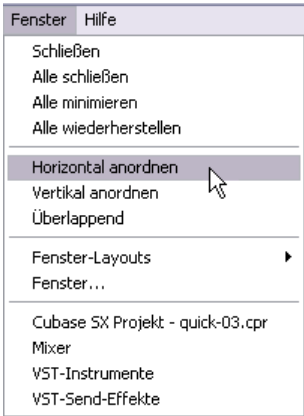 Fenster Hilfe
Schließen
Alle schließen
Alle minimieren
Alle wiederherstellen
Horizontal anordnen
Vertikal anordnen
Überlappend
Fenster-Layouts
Fenster...
Cubase SX Projekt - quick-03.cpr
Mixer
VST-Instrumente
VST-Send-Effekte